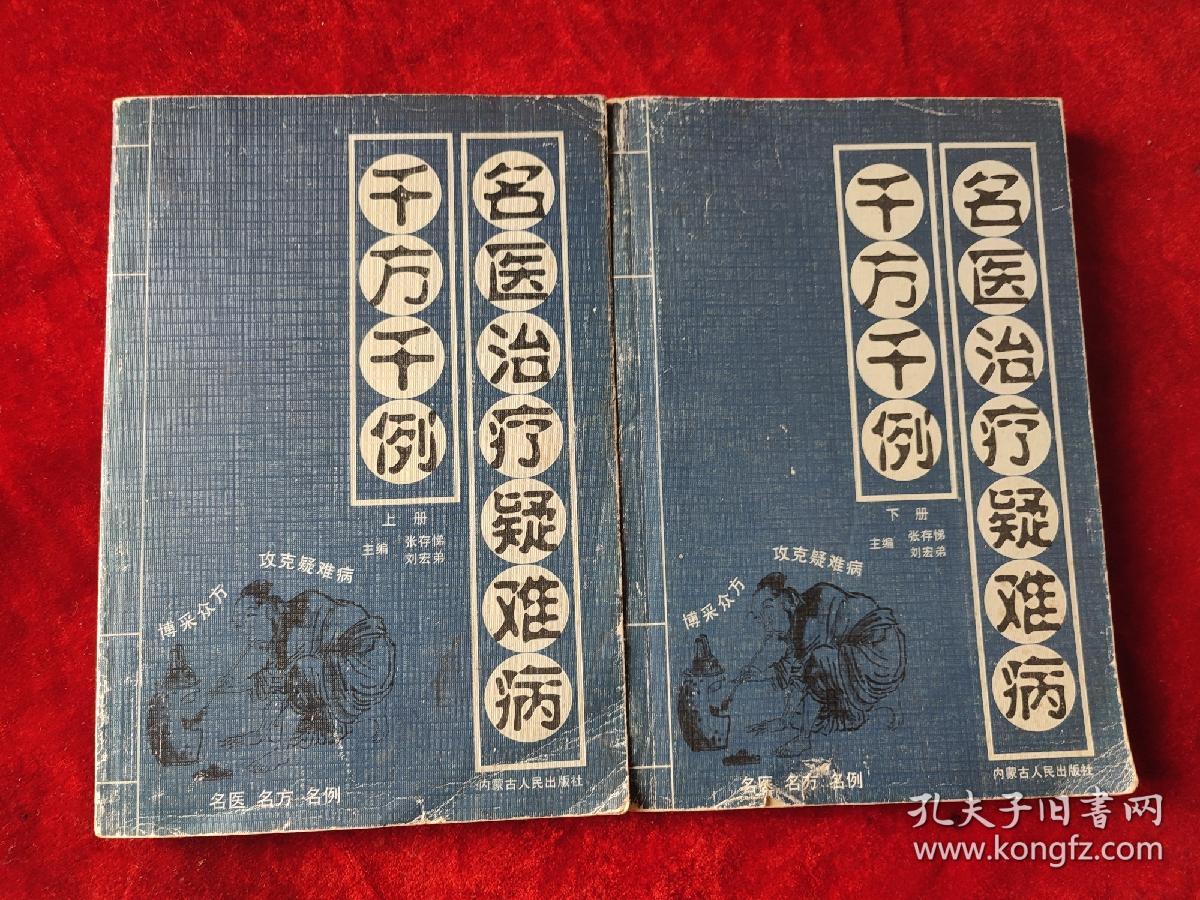 名医治疗疑难病
千方千例
上册
主编 张存悌
刘宏弟
攻克疑难病
博采众方
名医 名方 名例
内蒙古人民出版社
名医治疗疑难病
千方千例
下册
主编 张存悌
刘宏弟
攻克疑难病
博采众方
名医 名方 名例
内蒙古人民出版社
孔夫子旧书网
www.kongfz.com